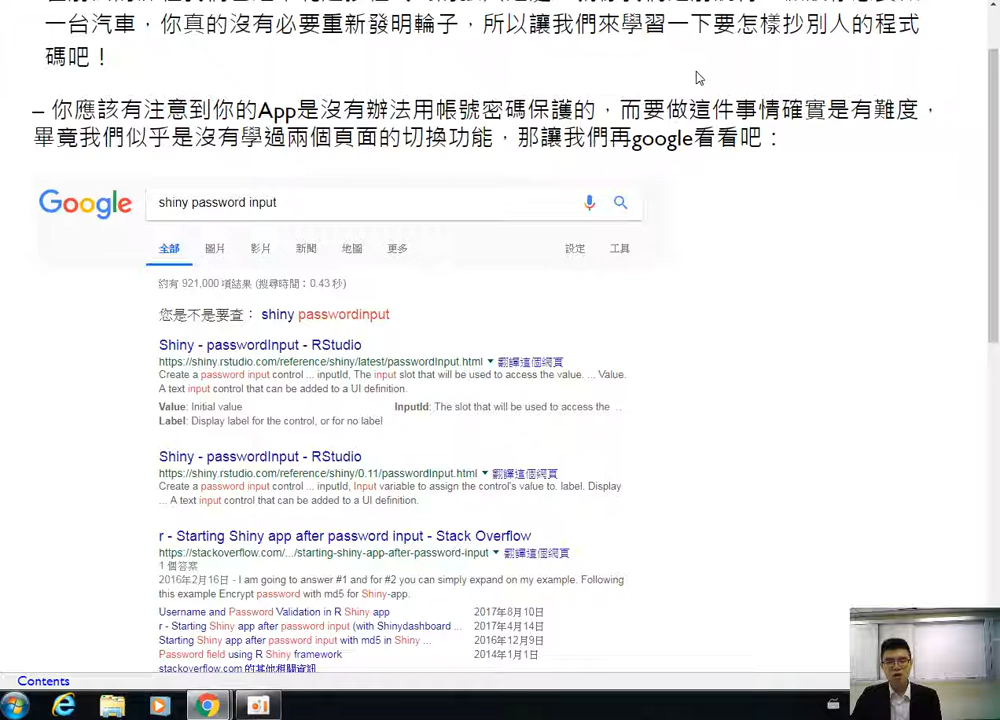 一台汽車，你真的沒有必要重新發明輪子，所以讓我們來學習一下要怎樣抄別人的程式
碼吧！
– 你應該有注意到你的App是沒有辦法用帳號密碼保護的，而要做這件事情確實是有難度，
畢竟我們似乎是沒有學過兩個頁面的切換功能，那讓我們再google看看吧：
Google
shiny password input
全部 圖片 影片 新聞 地圖 更多 設定 工具
約有 921,000 項結果 (搜尋時間：0.43 秒)
您是不是要查： shiny passwordinput
Shiny - passwordInput - RStudio
https://shiny.rstudio.com/reference/shiny/latest/passwordInput.html ▼ 翻譯這個網頁
Create a password input control ... inputId, The input slot that will be used to access the value. ... Value.
A text input control that can be added to a UI definition.
Value: Initial value InputId: The slot that will be used to access the ...
Label: Display label for the control, or for no label
Shiny - passwordInput - RStudio
https://shiny.rstudio.com/reference/shiny/0.11/passwordInput.html ▼ 翻譯這個網頁
Create a password input control ... inputId, Input variable to assign the control's value to. label. Display
... A text input control that can be added to a UI definition.
r - Starting Shiny app after password input - Stack Overflow
https://stackoverflow.com/.../starting-shiny-app-after-password-input ▼ 翻譯這個網頁
1 個答案
2016年2月16日 - I am going to answer #1 and for #2 you can simply expand on my example. Following
this example Encrypt password with md5 for Shiny-app.
Username and Password Validation in R Shiny app 2017年8月10日
r - Starting Shiny app after password input (with Shinydashboard ... 2017年4月14日
Starting Shiny app after password input with md5 in Shiny ... 2016年12月9日
Password field using R Shiny framework 2014年1月1日
stackoverflow.com 的其他相關資訊
Contents